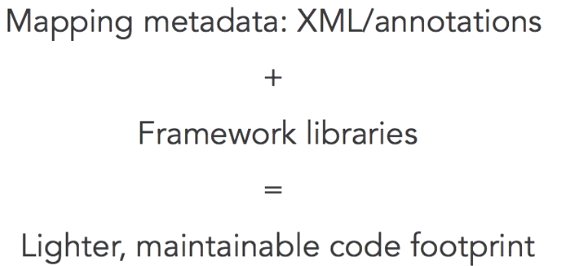 Mapping metadata: XML/annotations
+
Framework libraries
=
Lighter, maintainable code footprint